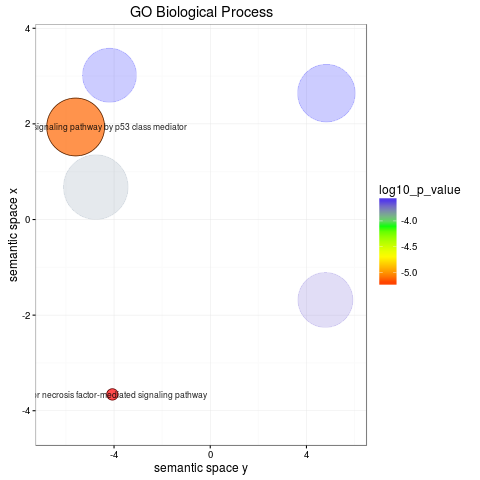 GO Biological Process
4
2
0
-2
-4
semantic space x
signaling pathway by p53 class mediator
necrosis factor-mediated signaling pathway
-4
0
4
semantic space y
log10_p_value
-4.0
-4.5
-5.0